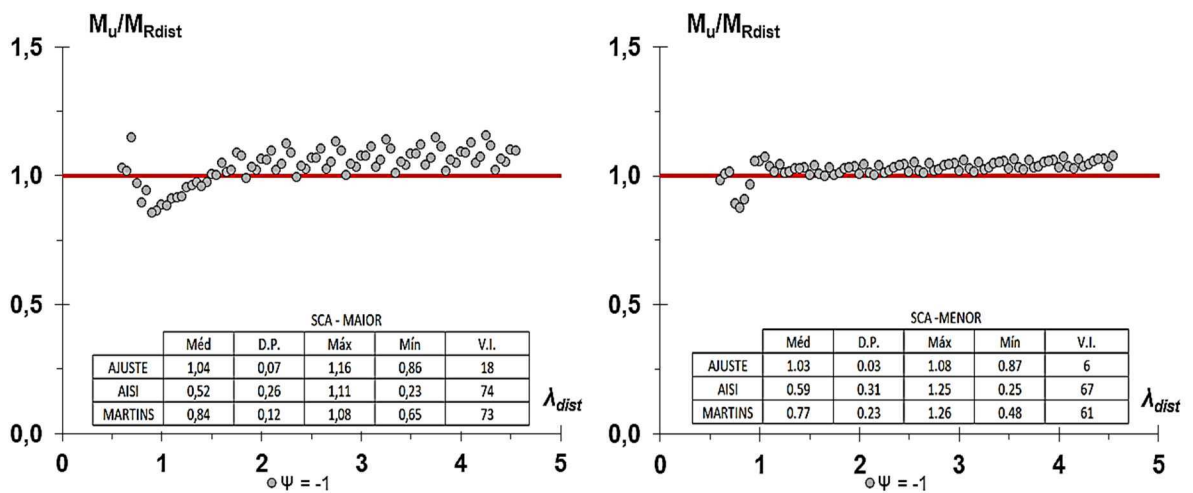 Mu/MRdist
1,5
1,0
0,5
0,0
0 1 2 3 4 5
λdist
Ψ = -1
SCA - MAIOR
Méd D.P. Máx Mín V.I.
AJUSTE 1,04 0,07 1,16 0,86 18
AISI 0,52 0,26 1,11 0,23 74
MARTINS 0,84 0,12 1,08 0,65 73
Mu/MRdist
1,5
1.0
0,5
0,0
0 1 2 3 4 5
λdist
Ψ = -1
SCA -MENOR
Méd D.P. Máx Mín V.I.
AJUSTE 1.03 0.03 1.08 0.87 6
AISI 0.59 0.31 1.25 0.25 67
MARTINS 0.77 0.23 1.26 0.48 61